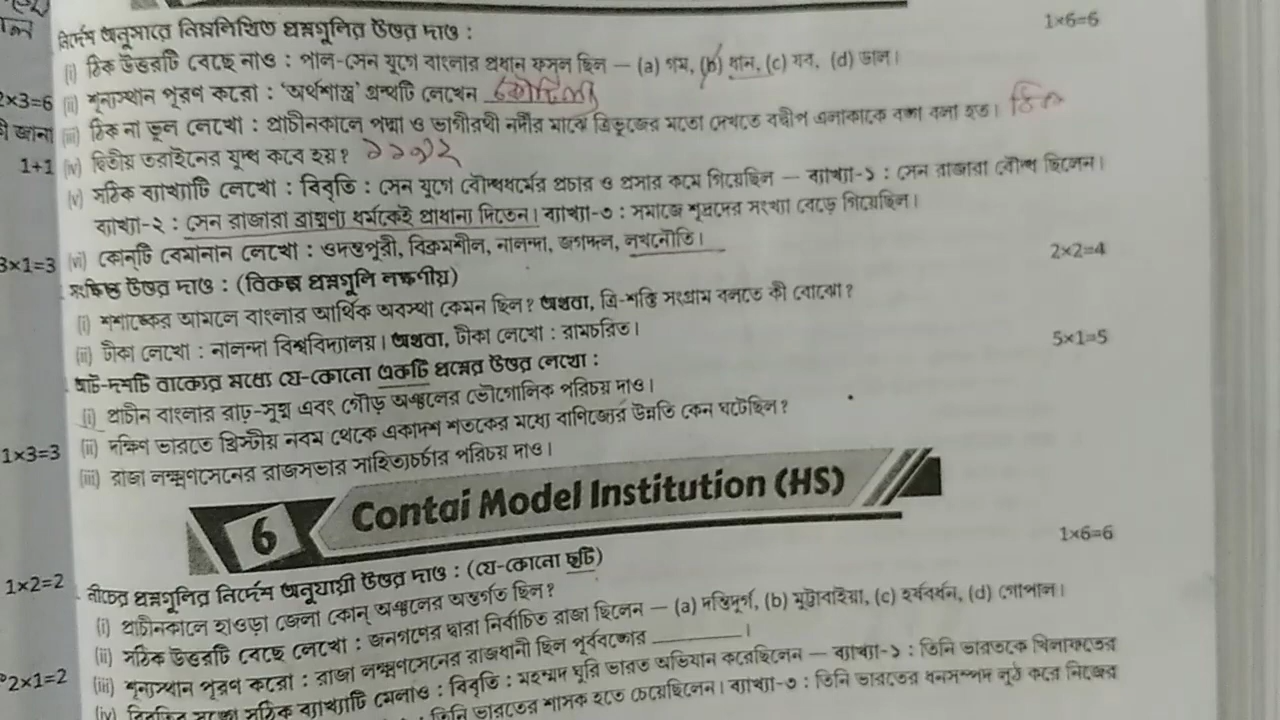 নির্দেশ অনুসারে নিম্নলিখিত প্রশ্নগুলির উত্তর দাও : 1×6=6
(i) ঠিক উত্তরটি বেছে নাও : পাল-সেন যুগে বাংলার প্রধান ফসল ছিল — (a) গম, (b) ধান, (c) যব, (d) ডাল।
2×3=6 (ii) শূন্যস্থান পূরণ করো : 'অর্থশাস্ত্র' গ্রন্থটি লেখেন কৌটিল্য
(iii) ঠিক না ভুল লেখো : প্রাচীনকালে পদ্মা ও ভাগীরথী নদীর মাঝে ত্রিভুজের মতো দেখতে বদ্বীপ এলাকাকে বঙ্গ বলা হত। ঠিক
1+1 (iv) দ্বিতীয় তরাইনের যুদ্ধ কবে হয়? ১১৯২
(v) সঠিক ব্যাখ্যাটি লেখো : বিবৃতি : সেন যুগে বৌদ্ধধর্মের প্রচার ও প্রসার কমে গিয়েছিল — ব্যাখ্যা-১ : সেন রাজারা বৌদ্ধ ছিলেন।
ব্যাখ্যা-২ : সেন রাজারা ব্রাহ্মণ্য ধর্মকেই প্রাধান্য দিতেন। ব্যাখ্যা-৩ : সমাজে শূদ্রদের সংখ্যা বেড়ে গিয়েছিল।
3×1=3 (vi) কোন্‌টি বেমানান লেখো : ওদন্তপুরী, বিক্রমশীল, নালন্দা, জগদ্দল, লখনৌতি।
সংক্ষিপ্ত উত্তর দাও : (বিকল্প প্রশ্নগুলি লক্ষণীয়) 2×2=4
(i) শশাঙ্কের আমলে বাংলার আর্থিক অবস্থা কেমন ছিল? অথবা, ত্রি-শক্তি সংগ্রাম বলতে কী বোঝো?
(ii) টীকা লেখো : নালন্দা বিশ্ববিদ্যালয়। অথবা, টীকা লেখো : রামচরিত।
আট-দশটি বাক্যের মধ্যে যে-কোনো একটি প্রশ্নের উত্তর লেখো : 5×1=5
(i) প্রাচীন বাংলার রাঢ়-সুহ্ম এবং গৌড় অঞ্চলের ভৌগোলিক পরিচয় দাও।
1×3=3 (ii) দক্ষিণ ভারতে খ্রিস্টীয় নবম থেকে একাদশ শতকের মধ্যে বাণিজ্যের উন্নতি কেন ঘটেছিল?
(iii) রাজা লক্ষ্মণসেনের রাজসভার সাহিত্যচর্চার পরিচয় দাও।
6 Contai Model Institution (HS)
1×2=2 নীচের প্রশ্নগুলির নির্দেশ অনুযায়ী উত্তর দাও : (যে-কোনো ছটি) 1×6=6
(i) প্রাচীনকালে হাওড়া জেলা কোন্ অঞ্চলের অন্তর্গত ছিল?
(ii) সঠিক উত্তরটি বেছে লেখো : জনগণের দ্বারা নির্বাচিত রাজা ছিলেন — (a) দন্তিদুর্গ, (b) মুট্টাবাইয়া, (c) হর্ষবর্ধন, (d) গোপাল।
2×1=2 (iii) শূন্যস্থান পূরণ করো : রাজা লক্ষ্মণসেনের রাজধানী ছিল পূর্ববঙ্গের ________।
(iv) বিবৃতির সঙ্গে সঠিক ব্যাখ্যাটি মেলাও : বিবৃতি : মহম্মদ ঘুরি ভারত অভিযান করেছিলেন — ব্যাখ্যা-১ : তিনি ভারতকে খিলাফতের
তিনি ভারতের শাসক হতে চেয়েছিলেন। ব্যাখ্যা-৩ : তিনি ভারতের ধনসম্পদ লুঠ করে নিজের